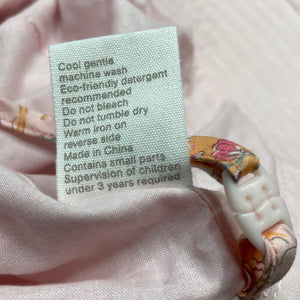 Cool gentle
machine wash
Eco-friendly detergent
recommended
Do not bleach
Do not tumble dry
Warm iron on
reverse side
Made in China
Contains small parts
Supervision of children
under 3 years required